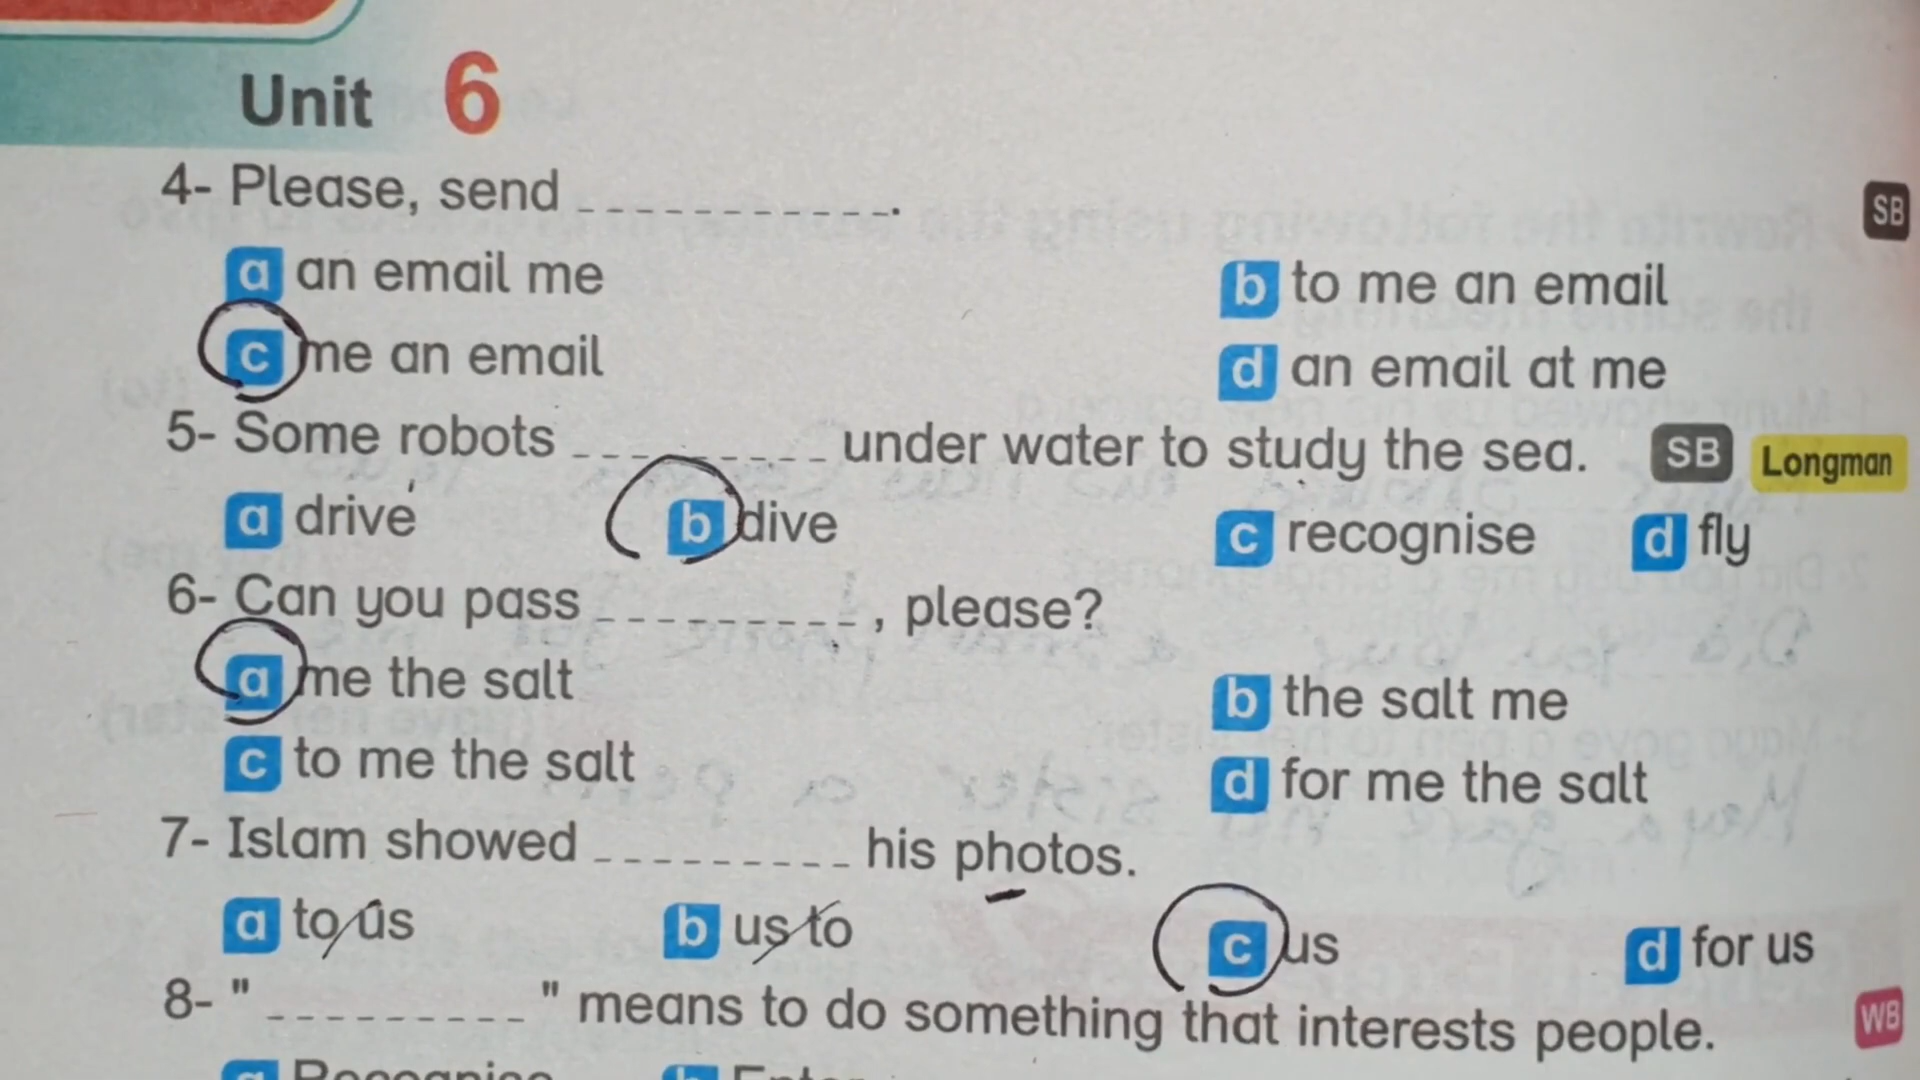 Unit 6
4- Please, send ___________. SB
a an email me b to me an email
c me an email d an email at me
5- Some robots _________ under water to study the sea. SB Longman
a drive b dive c recognise d fly
6- Can you pass _________ , please?
a me the salt b the salt me
c to me the salt d for me the salt
7- Islam showed _________ his photos.
a to us b us to c us d for us
8- "_________" means to do something that interests people. WB